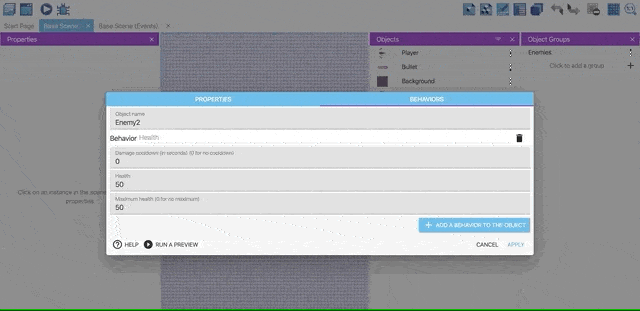 Start Page
Base Scene
×
Base Scene (Events)
×
Properties
×
Objects
×
Object Groups
×
Player
Enemies
Bullet
Click to add a group
Background
PROPERTIES
BEHAVIORS
Object name
Enemy2
Behavior Health
Damage cooldown (in seconds) (0 for no cooldown)
0
Health
50
Click on an instance in the scene
properties
Maximum health (0 for no maximum)
50
+ ADD A BEHAVIOR TO THE OBJECT
HELP
RUN A PREVIEW
CANCEL
APPLY